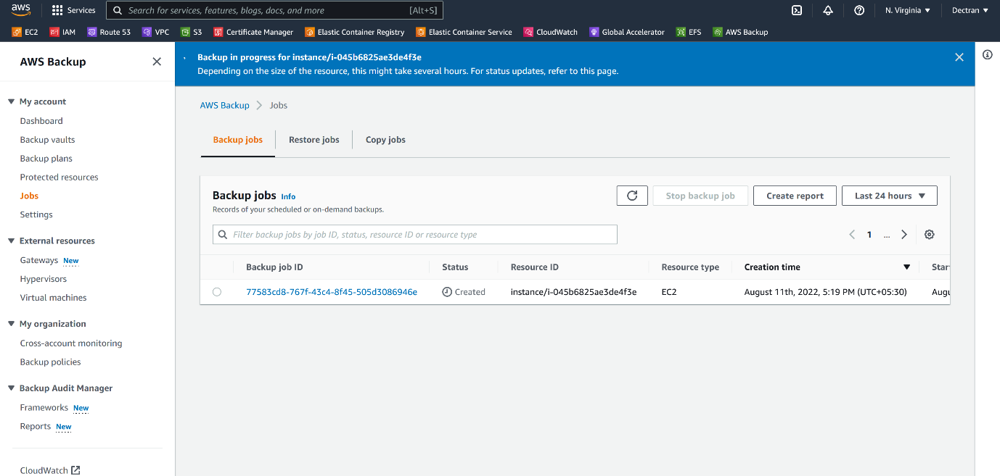 aws Services Search for services, features, blogs, docs, and more [Alt+S] N. Virginia Dectran
EC2 IAM Route 53 VPC S3 Certificate Manager Elastic Container Registry Elastic Container Service CloudWatch Global Accelerator EFS AWS Backup
AWS Backup
My account
Dashboard
Backup vaults
Backup plans
Protected resources
Jobs
Settings
External resources
Gateways New
Hypervisors
Virtual machines
My organization
Cross-account monitoring
Backup policies
Backup Audit Manager
Frameworks New
Reports New
CloudWatch
Backup in progress for instance/i-045b6825ae3de4f3e
Depending on the size of the resource, this might take several hours. For status updates, refer to this page.
AWS Backup > Jobs
Backup jobs Restore jobs Copy jobs
Backup jobs Info
Records of your scheduled or on-demand backups.
Stop backup job Create report Last 24 hours
Filter backup jobs by job ID, status, resource ID or resource type
1 ...
Backup job ID Status Resource ID Resource type Creation time Star
77583cd8-767f-43c4-8f45-505d3086946e Created instance/i-045b6825ae3de4f3e EC2 August 11th, 2022, 5:19 PM (UTC+05:30) Augu